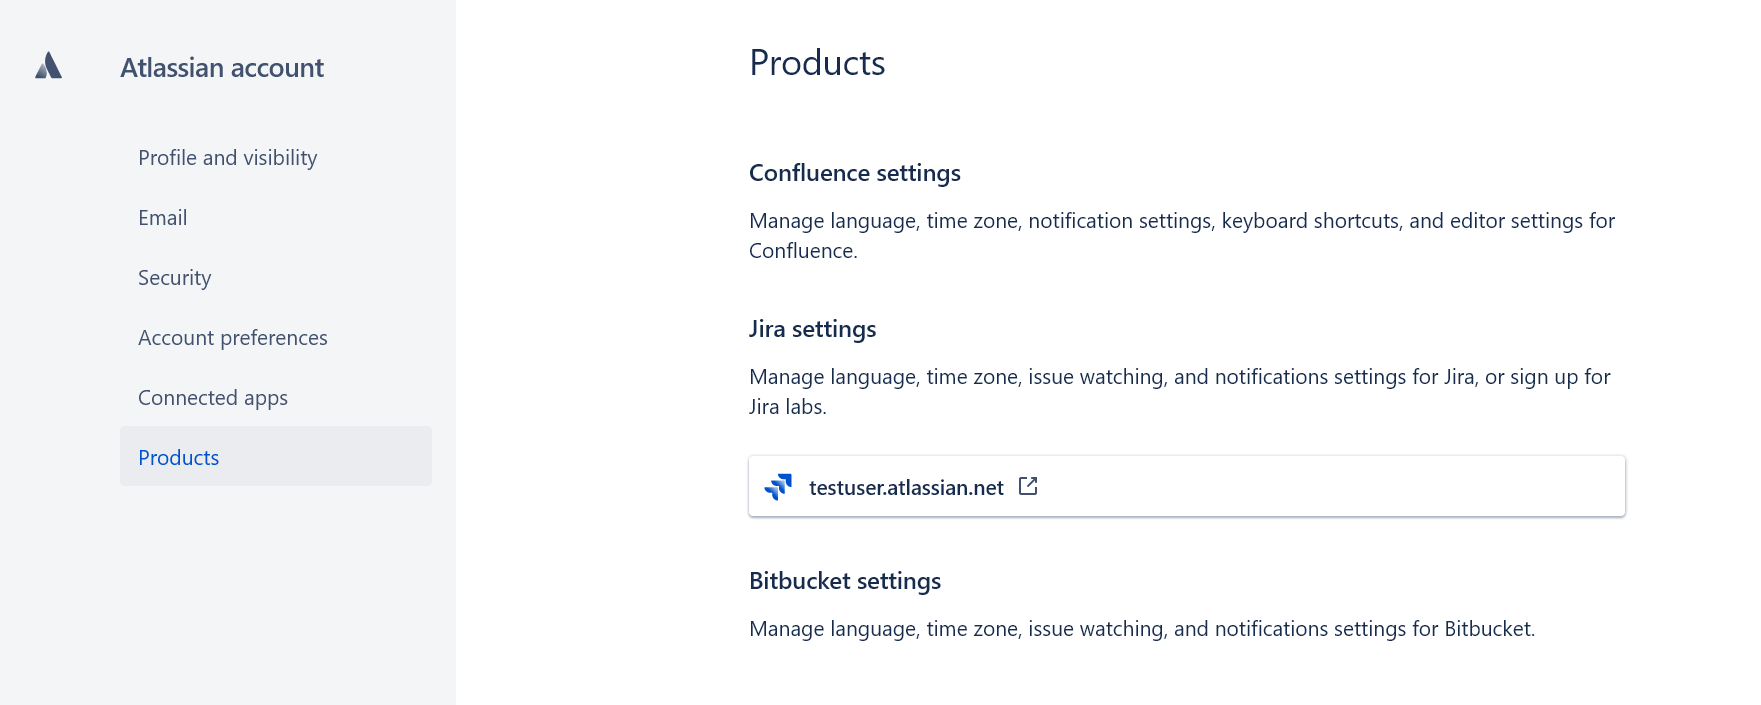 Atlassian account
Profile and visibility
Email
Security
Account preferences
Connected apps
Products
Products
Confluence settings
Manage language, time zone, notification settings, keyboard shortcuts, and editor settings for
Confluence.
Jira settings
Manage language, time zone, issue watching, and notifications settings for Jira, or sign up for
Jira labs.
testuser.atlassian.net
Bitbucket settings
Manage language, time zone, issue watching, and notifications settings for Bitbucket.